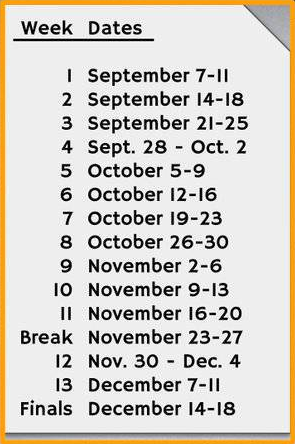 Week Dates
1 September 7-11
2 September 14-18
3 September 21-25
4 Sept. 28 - Oct. 2
5 October 5-9
6 October 12-16
7 October 19-23
8 October 26-30
9 November 2-6
10 November 9-13
11 November 16-20
Break November 23-27
12 Nov. 30 - Dec. 4
13 December 7-11
Finals December 14-18